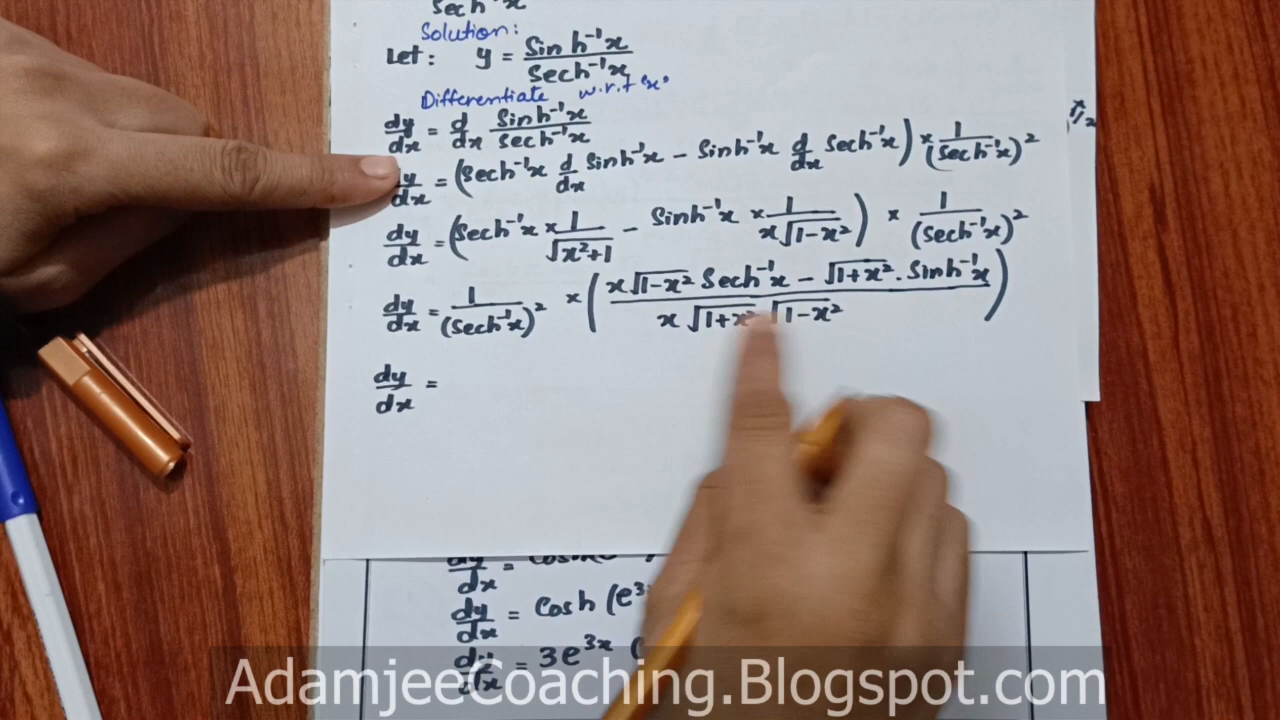 Sech⁻¹x
Solution:
Let: y = Sinh⁻¹x / Sech⁻¹x
Differentiate w.r.t 'x'
dy/dx = d/dx Sinh⁻¹x / sech⁻¹x
dy/dx = (Sech⁻¹x d/dx Sinh⁻¹x − Sinh⁻¹x d/dx Sech⁻¹x) × 1/(Sech⁻¹x)²
dy/dx = (Sech⁻¹x × 1/√x²+1 − Sinh⁻¹x × 1/x√1−x²) × 1/(Sech⁻¹x)²
dy/dx = 1/(Sech⁻¹x)² × (x√1−x² Sech⁻¹x − √1+x² . Sinh⁻¹x / x √1+x² √1−x²)
dy/dx =
dy/dx =
dy/dx = Cosh (e³
dy/dx = 3e³ˣ
AdamjeeCoaching.Blogspot.com